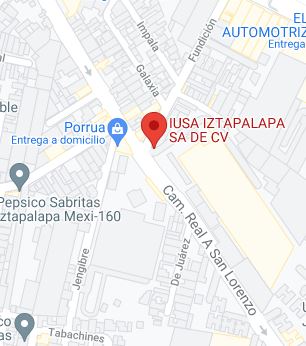 EL
AUTOMOTRIZ
Entrega
Impala
Fundición
Galaxia
ble
Porrua
Entrega a domicilio
IUSA IZTAPALAPA
SA DE CV
Pepsico Sabritas
Iztapalapa Mexi-160
Cam. Real A San Lorenzo
Jengibre
De Juárez
co
as
Tabachines
U